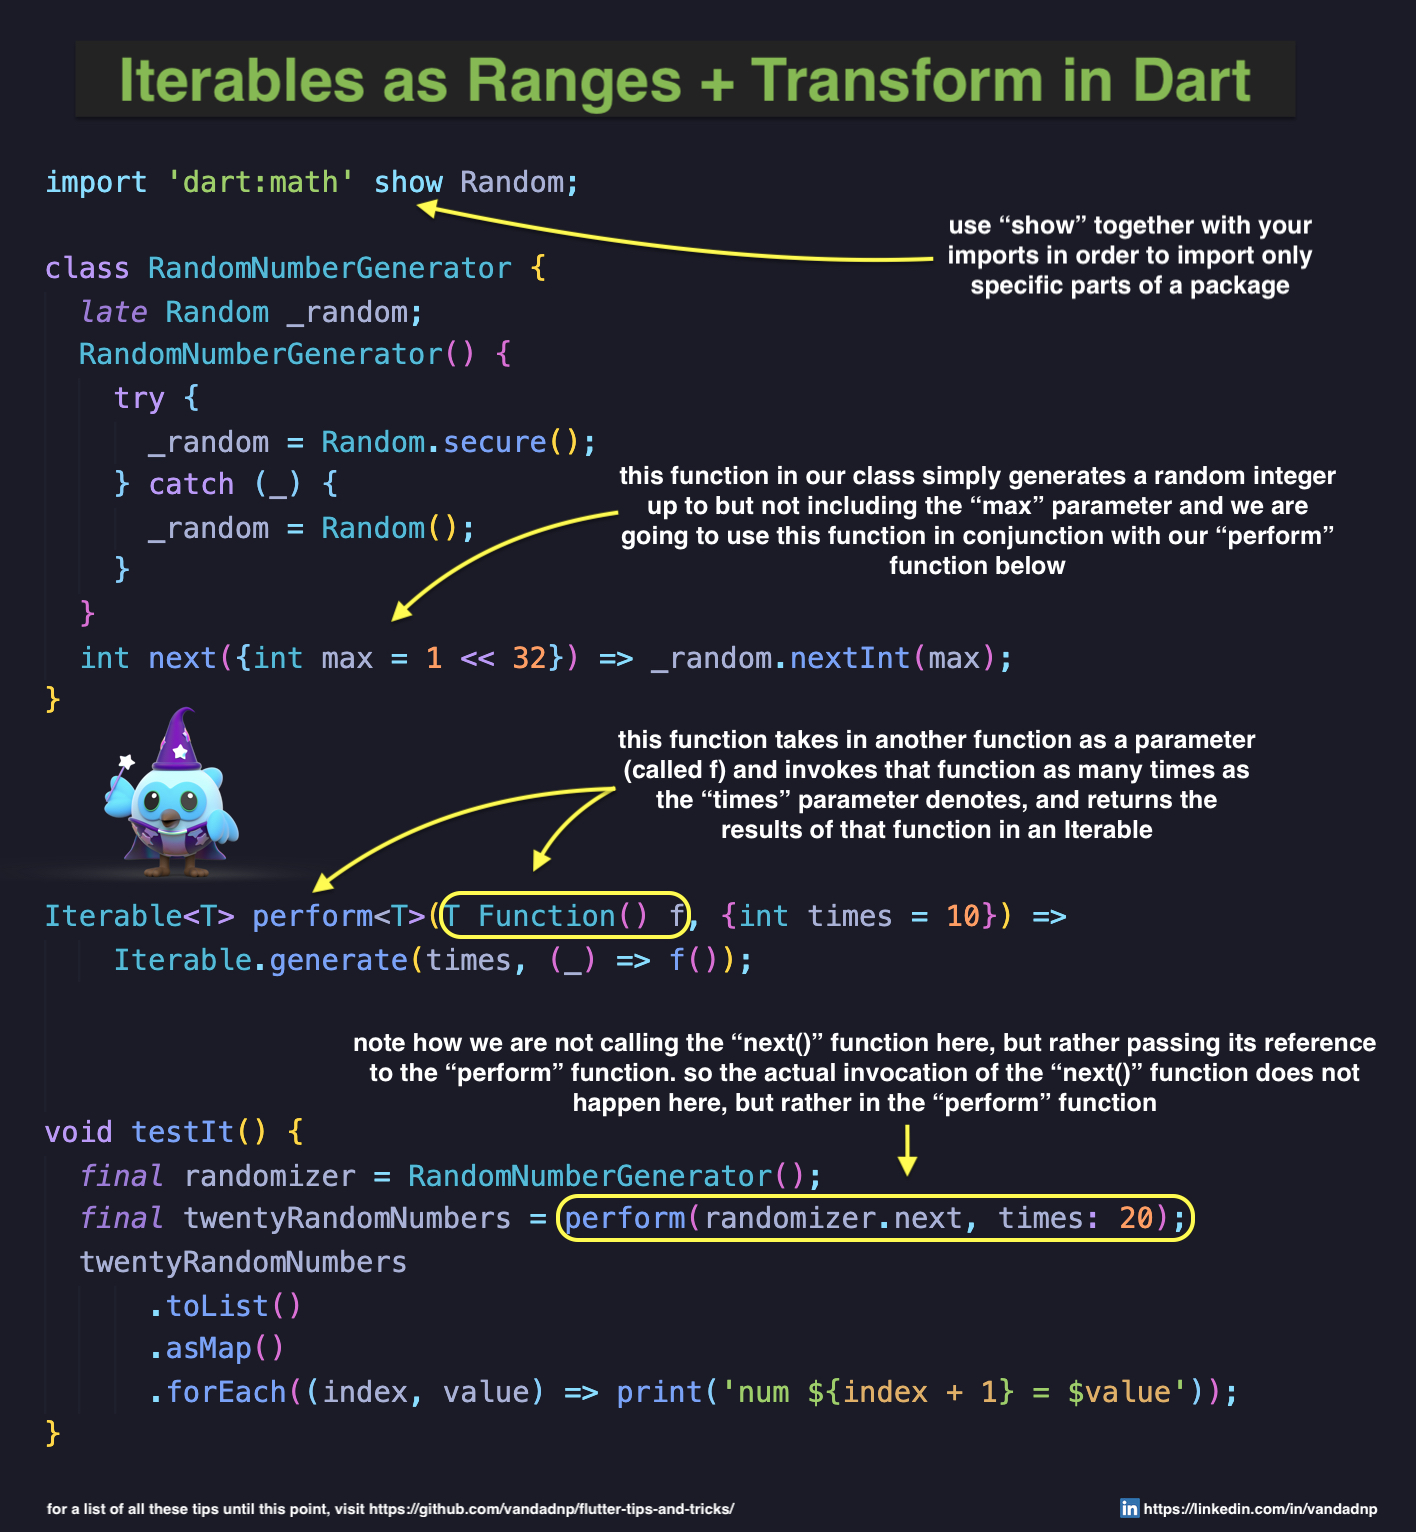 Iterables as Ranges + Transform in Dart
import 'dart:math' show Random;
use “show” together with your
imports in order to import only
specific parts of a package
class RandomNumberGenerator {
  late Random _random;
  RandomNumberGenerator() {
    try {
      _random = Random.secure();
    } catch (_) {
      _random = Random();
    }
  }
this function in our class simply generates a random integer
up to but not including the “max” parameter and we are
going to use this function in conjunction with our “perform”
function below
  int next({int max = 1 << 32}) => _random.nextInt(max);
}
this function takes in another function as a parameter
(called f) and invokes that function as many times as
the “times” parameter denotes, and returns the
results of that function in an Iterable
Iterable<T> perform<T>(T Function() f, {int times = 10}) =>
    Iterable.generate(times, (_) => f());
note how we are not calling the “next()” function here, but rather passing its reference
to the “perform” function. so the actual invocation of the “next()” function does not
happen here, but rather in the “perform” function
void testIt() {
  final randomizer = RandomNumberGenerator();
  final twentyRandomNumbers = perform(randomizer.next, times: 20);
  twentyRandomNumbers
      .toList()
      .asMap()
      .forEach((index, value) => print('num ${index + 1} = $value'));
}
for a list of all these tips until this point, visit https://github.com/vandadnp/flutter-tips-and-tricks/
in https://linkedin.com/in/vandadnp